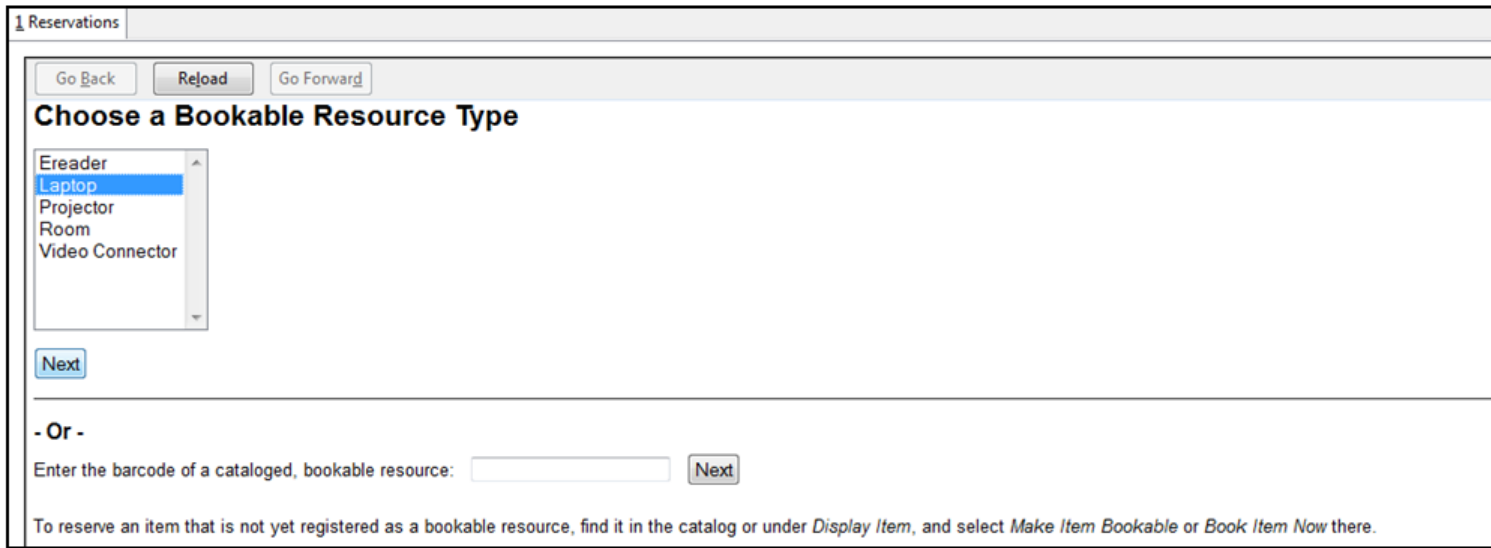 1 Reservations
Go Back Reload Go Forward
Choose a Bookable Resource Type
Ereader
Laptop
Projector
Room
Video Connector
Next
- Or -
Enter the barcode of a cataloged, bookable resource: Next
To reserve an item that is not yet registered as a bookable resource, find it in the catalog or under Display Item, and select Make Item Bookable or Book Item Now there.